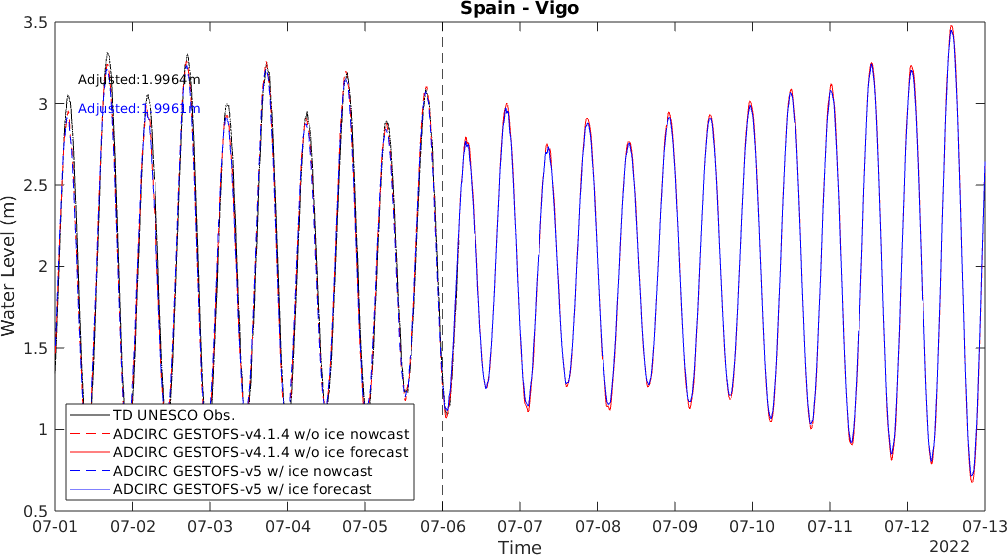 Spain - Vigo
3.5
Adjusted:1.9964m
3
Adjusted:1.9961m
2.5
Water Level (m)
2
1.5
TD UNESCO Obs.
1
ADCIRC GESTOFS-v4.1.4 w/o ice nowcast
ADCIRC GESTOFS-v4.1.4 w/o ice forecast
ADCIRC GESTOFS-v5 w/ ice nowcast
ADCIRC GESTOFS-v5 w/ ice forecast
0.5
07-01 07-02 07-03 07-04 07-05 07-06 07-07 07-08 07-09 07-10 07-11 07-12 07-13
Time
2022